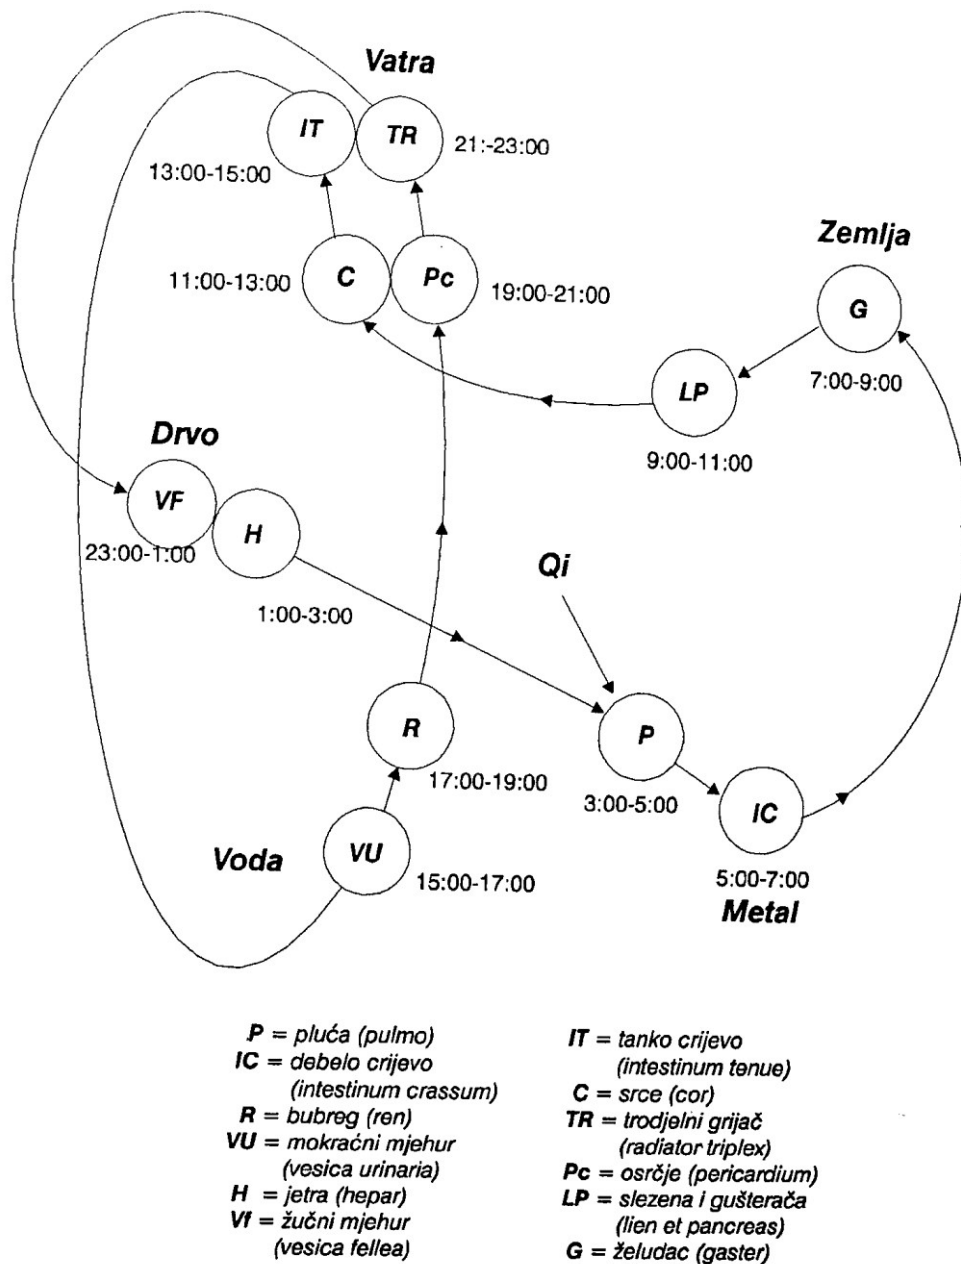 Vatra
IT
TR
21:-23:00
13:00-15:00
Zemlja
11:00-13:00
C
Pc
19:00-21:00
G
7:00-9:00
LP
9:00-11:00
Drvo
VF
H
23:00-1:00
1:00-3:00
Qi
R
P
17:00-19:00
3:00-5:00
IC
Voda
VU
15:00-17:00
5:00-7:00
Metal
P = pluća (pulmo)
IC = debelo crijevo
(intestinum crassum)
R = bubreg (ren)
VU = mokraćni mjehur
(vesica urinaria)
H = jetra (hepar)
Vf = žučni mjehur
(vesica fellea)
IT = tanko crijevo
(intestinum tenue)
C = srce (cor)
TR = trodjelni grijač
(radiator triplex)
Pc = osrčje (pericardium)
LP = slezena i gušterača
(lien et pancreas)
G = želudac (gaster)